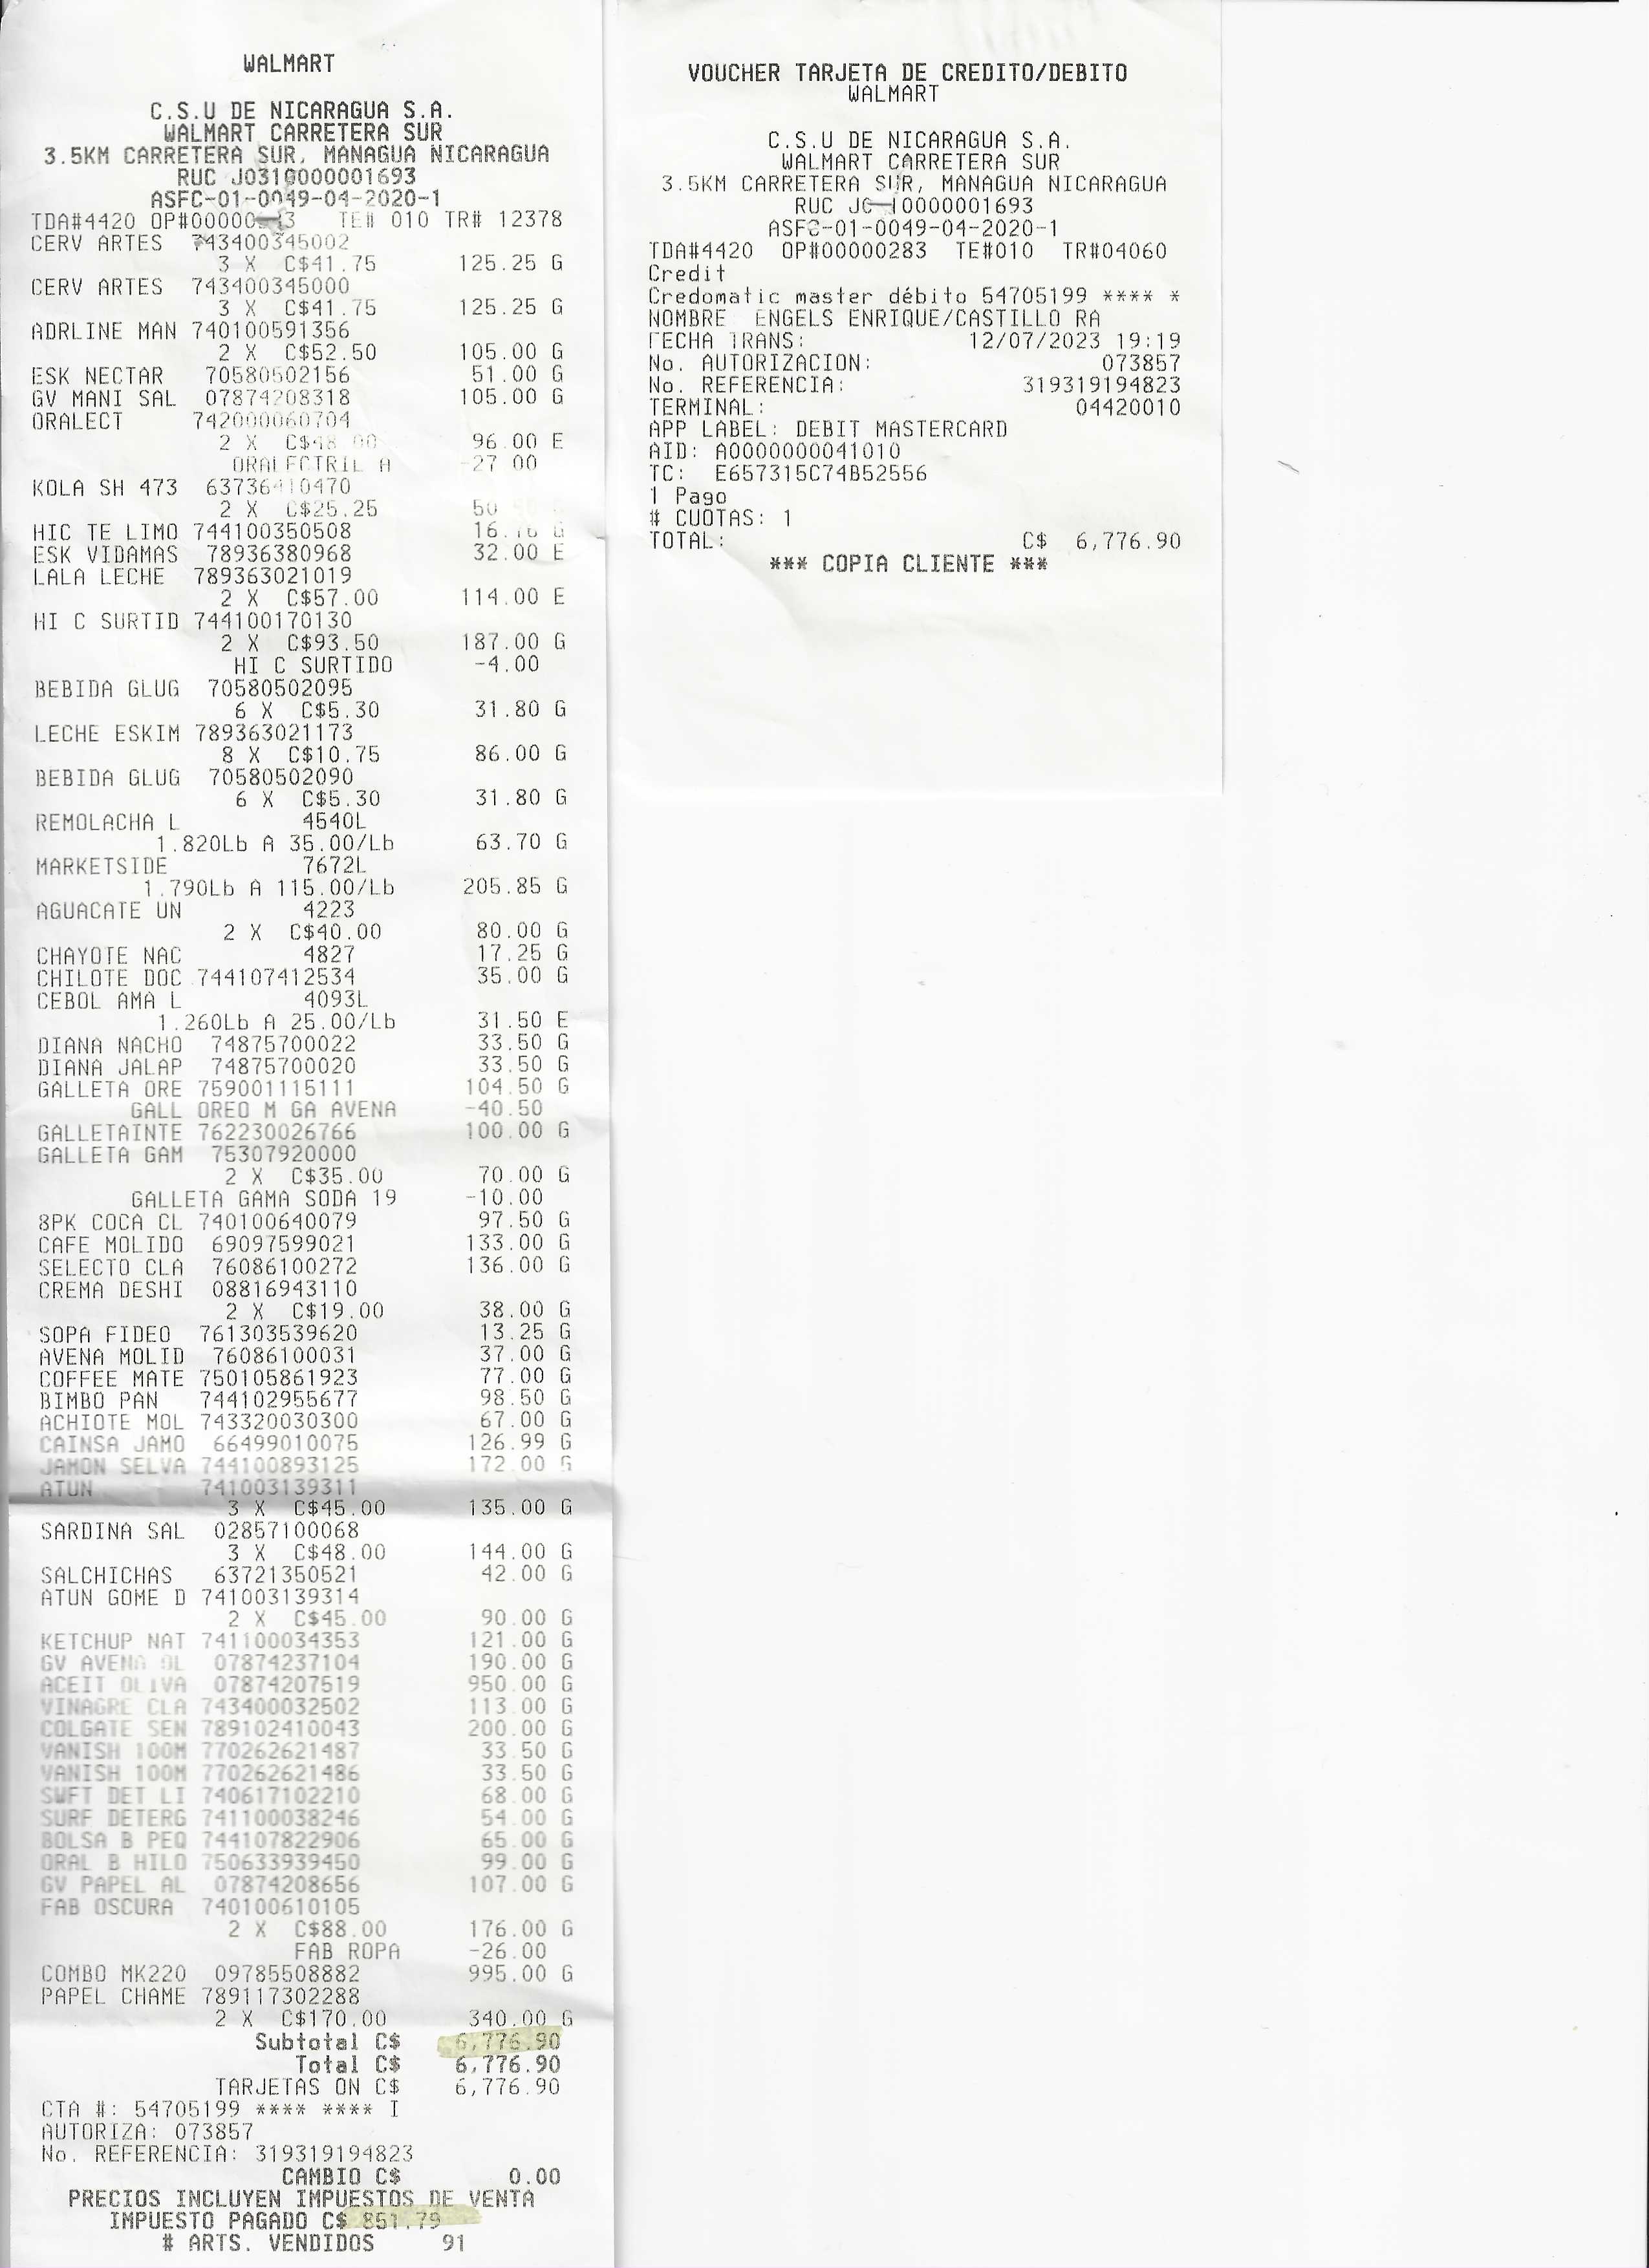 WALMART
C.S.U DE NICARAGUA S.A.
WALMART CARRETERA SUR
3.5KM CARRETERA SUR, MANAGUA NICARAGUA
RUC J0310000001693
ASFC-01-0049-04-2020-1
TDA#4420 TE# 010 TR# 12378
CERV ARTES 743400345002
3 X C$41.75 125.25 G
CERV ARTES 743400345000
3 X C$41.75 125.25 G
ADRLINE MAN 740100591356
2 X C$52.50 105.00 G
ESK NECTAR 70580502156 51.00 G
GV MANI SAL 07874208318 105.00 G
ORALECT 742000060704
2 X C$48.00 96.00 E
ORALECTRIL A -27.00
KOLA SH 473 63736410470
2 X C$25.25
HIC TE LIMO 744100350508
ESK VIDAMAS 78936380968 32.00 E
LALA LECHE 789363021019
2 X C$57.00 114.00 E
HI C SURTID 744100170130
2 X C$93.50 187.00 G
HI C SURTIDO -4.00
BEBIDA GLUG 70580502095
6 X C$5.30 31.80 G
LECHE ESKIM 789363021173
8 X C$10.75 86.00 G
BEBIDA GLUG 70580502090
6 X C$5.30 31.80 G
REMOLACHA L 4540L
1.820Lb A 35.00/Lb 63.70 G
MARKETSIDE 7672L
1.790Lb A 115.00/Lb 205.85 G
AGUACATE UN 4223
2 X C$40.00 80.00 G
CHAYOTE NAC 4827 17.25 G
CHILOTE DOC 744107412534 35.00 G
CEBOL AMA L 4093L
1.260Lb A 25.00/Lb 31.50 E
DIANA NACHO 74875700022 33.50 G
DIANA JALAP 74875700020 33.50 G
GALLETA ORE 759001115111 104.50 G
GALL OREO M GA AVENA -40.50
GALLETAINTE 762230026766 100.00 G
GALLETA GAM 75307920000
2 X C$35.00 70.00 G
GALLETA GAMA SODA 19 -10.00
8PK COCA CL 740100640079 97.50 G
CAFE MOLIDO 69097599021 133.00 G
SELECTO CLA 76086100272 136.00 G
CREMA DESHI 08816943110
2 X C$19.00 38.00 G
SOPA FIDEO 761303539620 13.25 G
AVENA MOLID 76086100031 37.00 G
COFFEE MATE 750105861923 77.00 G
BIMBO PAN 744102955677 98.50 G
ACHIOTE MOL 743320030300 67.00 G
CAINSA JAMO 66499010075 126.99 G
JAMON SELVA 744100893125 172.00 G
ATUN 741003139311
3 X C$45.00 135.00 G
SARDINA SAL 02857100068
3 X C$48.00 144.00 G
SALCHICHAS 63721350521 42.00 G
ATUN GOME D 741003139314
2 X C$45.00 90.00 G
KETCHUP NAT 741100034353 121.00 G
GV AVENA OL 07874237104 190.00 G
ACEIT OLIVA 07874207519 950.00 G
VINAGRE CLA 743400032502 113.00 G
COLGATE SEN 789102410043 200.00 G
VANISH 100M 770262621487 33.50 G
VANISH 100M 770262621486 33.50 G
SWFT DET LI 740617102210 68.00 G
SURF DETERG 741100038246 54.00 G
BOLSA B PEQ 744107822906 65.00 G
ORAL B HILO 750633939450 99.00 G
GV PAPEL AL 07874208656 107.00 G
FAB OSCURA 740100610105
2 X C$88.00 176.00 G
FAB ROPA -26.00
COMBO MK220 09785508882 995.00 G
PAPEL CHAME 789117302288
2 X C$170.00 340.00 G
Subtotal C$ 6,776.90
Total C$ 6,776.90
TARJETAS ON C$ 6,776.90
CTA #: 54705199 **** **** I
AUTORIZA: 073857
No. REFERENCIA: 319319194823
CAMBIO C$ 0.00
PRECIOS INCLUYEN IMPUESTOS DE VENTA
IMPUESTO PAGADO C$ 851.79
# ARTS. VENDIDOS 91
VOUCHER TARJETA DE CREDITO/DEBITO
WALMART
C.S.U DE NICARAGUA S.A.
WALMART CARRETERA SUR
3.5KM CARRETERA SUR, MANAGUA NICARAGUA
RUC
ASFC-01-0049-04-2020-1
TDA#4420 OP#00000283 TE#010 TR#04060
Credit
Credomatic master débito 54705199 **** *
NOMBRE ENGELS ENRIQUE/CASTILLO RA
FECHA TRANS: 12/07/2023 19:19
No. AUTORIZACION: 073857
No. REFERENCIA: 319319194823
TERMINAL: 04420010
APP LABEL: DEBIT MASTERCARD
AID: A0000000041010
TC: E657315C74B52556
1 Pago
# CUOTAS: 1
TOTAL: C$ 6,776.90
*** COPIA CLIENTE ***